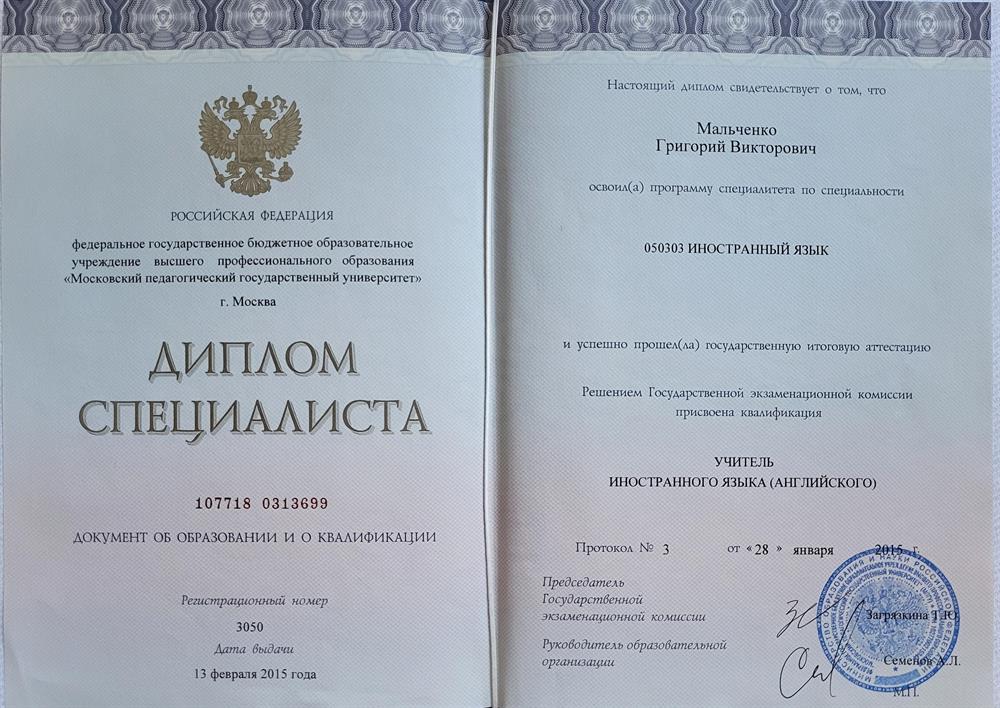 РОССИЙСКАЯ ФЕДЕРАЦИЯ
федеральное государственное бюджетное образовательное
учреждение высшего профессионального образования
«Московский педагогический государственный университет»
г. Москва
ДИПЛОМ
СПЕЦИАЛИСТА
107718 0313699
ДОКУМЕНТ ОБ ОБРАЗОВАНИИ И О КВАЛИФИКАЦИИ
Регистрационный номер
3050
Дата выдачи
13 февраля 2015 года
Настоящий диплом свидетельствует о том, что
Мальченко
Григорий Викторович
освоил(а) программу специалитета по специальности
050303 ИНОСТРАННЫЙ ЯЗЫК
и успешно прошел(ла) государственную итоговую аттестацию
Решением Государственной экзаменационной комиссии
присвоена квалификация
УЧИТЕЛЬ
ИНОСТРАННОГО ЯЗЫКА (АНГЛИЙСКОГО)
Протокол № 3 от «28» января 2015 г.
Председатель
Государственной
экзаменационной комиссии
Загрязкина Т.Ю.
Руководитель образовательной
организации
Семенов А.Л.
М.П.